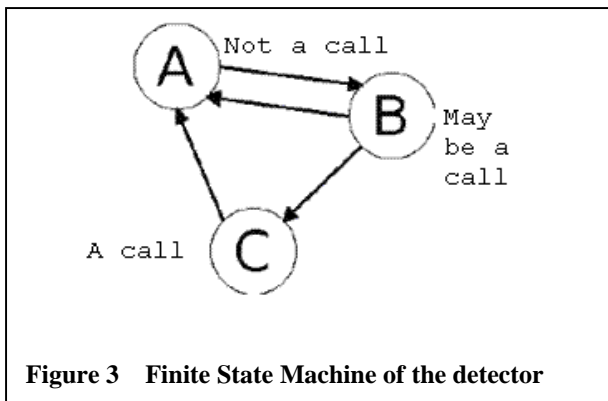 A
Not a call
B
May
be a
call
A call
C
Figure 3 Finite State Machine of the detector